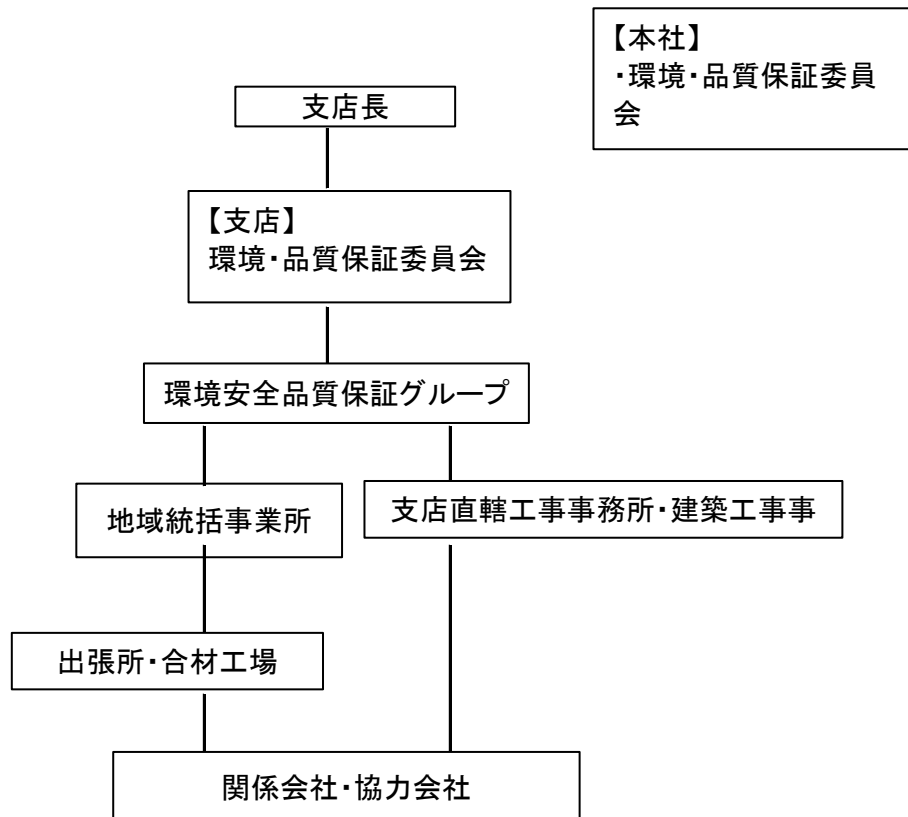 【本社】
・環境・品質保証委員
会
支店長
【支店】
環境・品質保証委員会
環境安全品質保証グループ
地域統括事業所
支店直轄工事事務所・建築工事事
出張所・合材工場
関係会社・協力会社